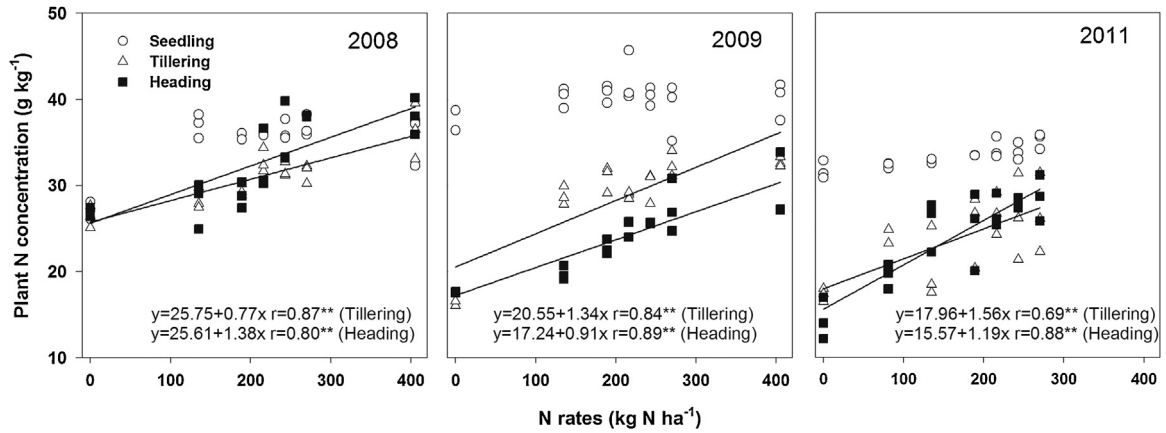 Plant N concentration (g kg⁻¹)
50
40
30
20
10
Seedling
Tillering
Heading
2008
y=25.75+0.77x r=0.87** (Tillering)
y=25.61+1.38x r=0.80** (Heading)
0 100 200 300 400
2009
y=20.55+1.34x r=0.84** (Tillering)
y=17.24+0.91x r=0.89** (Heading)
0 100 200 300 400
2011
y=17.96+1.56x r=0.69** (Tillering)
y=15.57+1.19x r=0.88** (Heading)
0 100 200 300 400
N rates (kg N ha⁻¹)